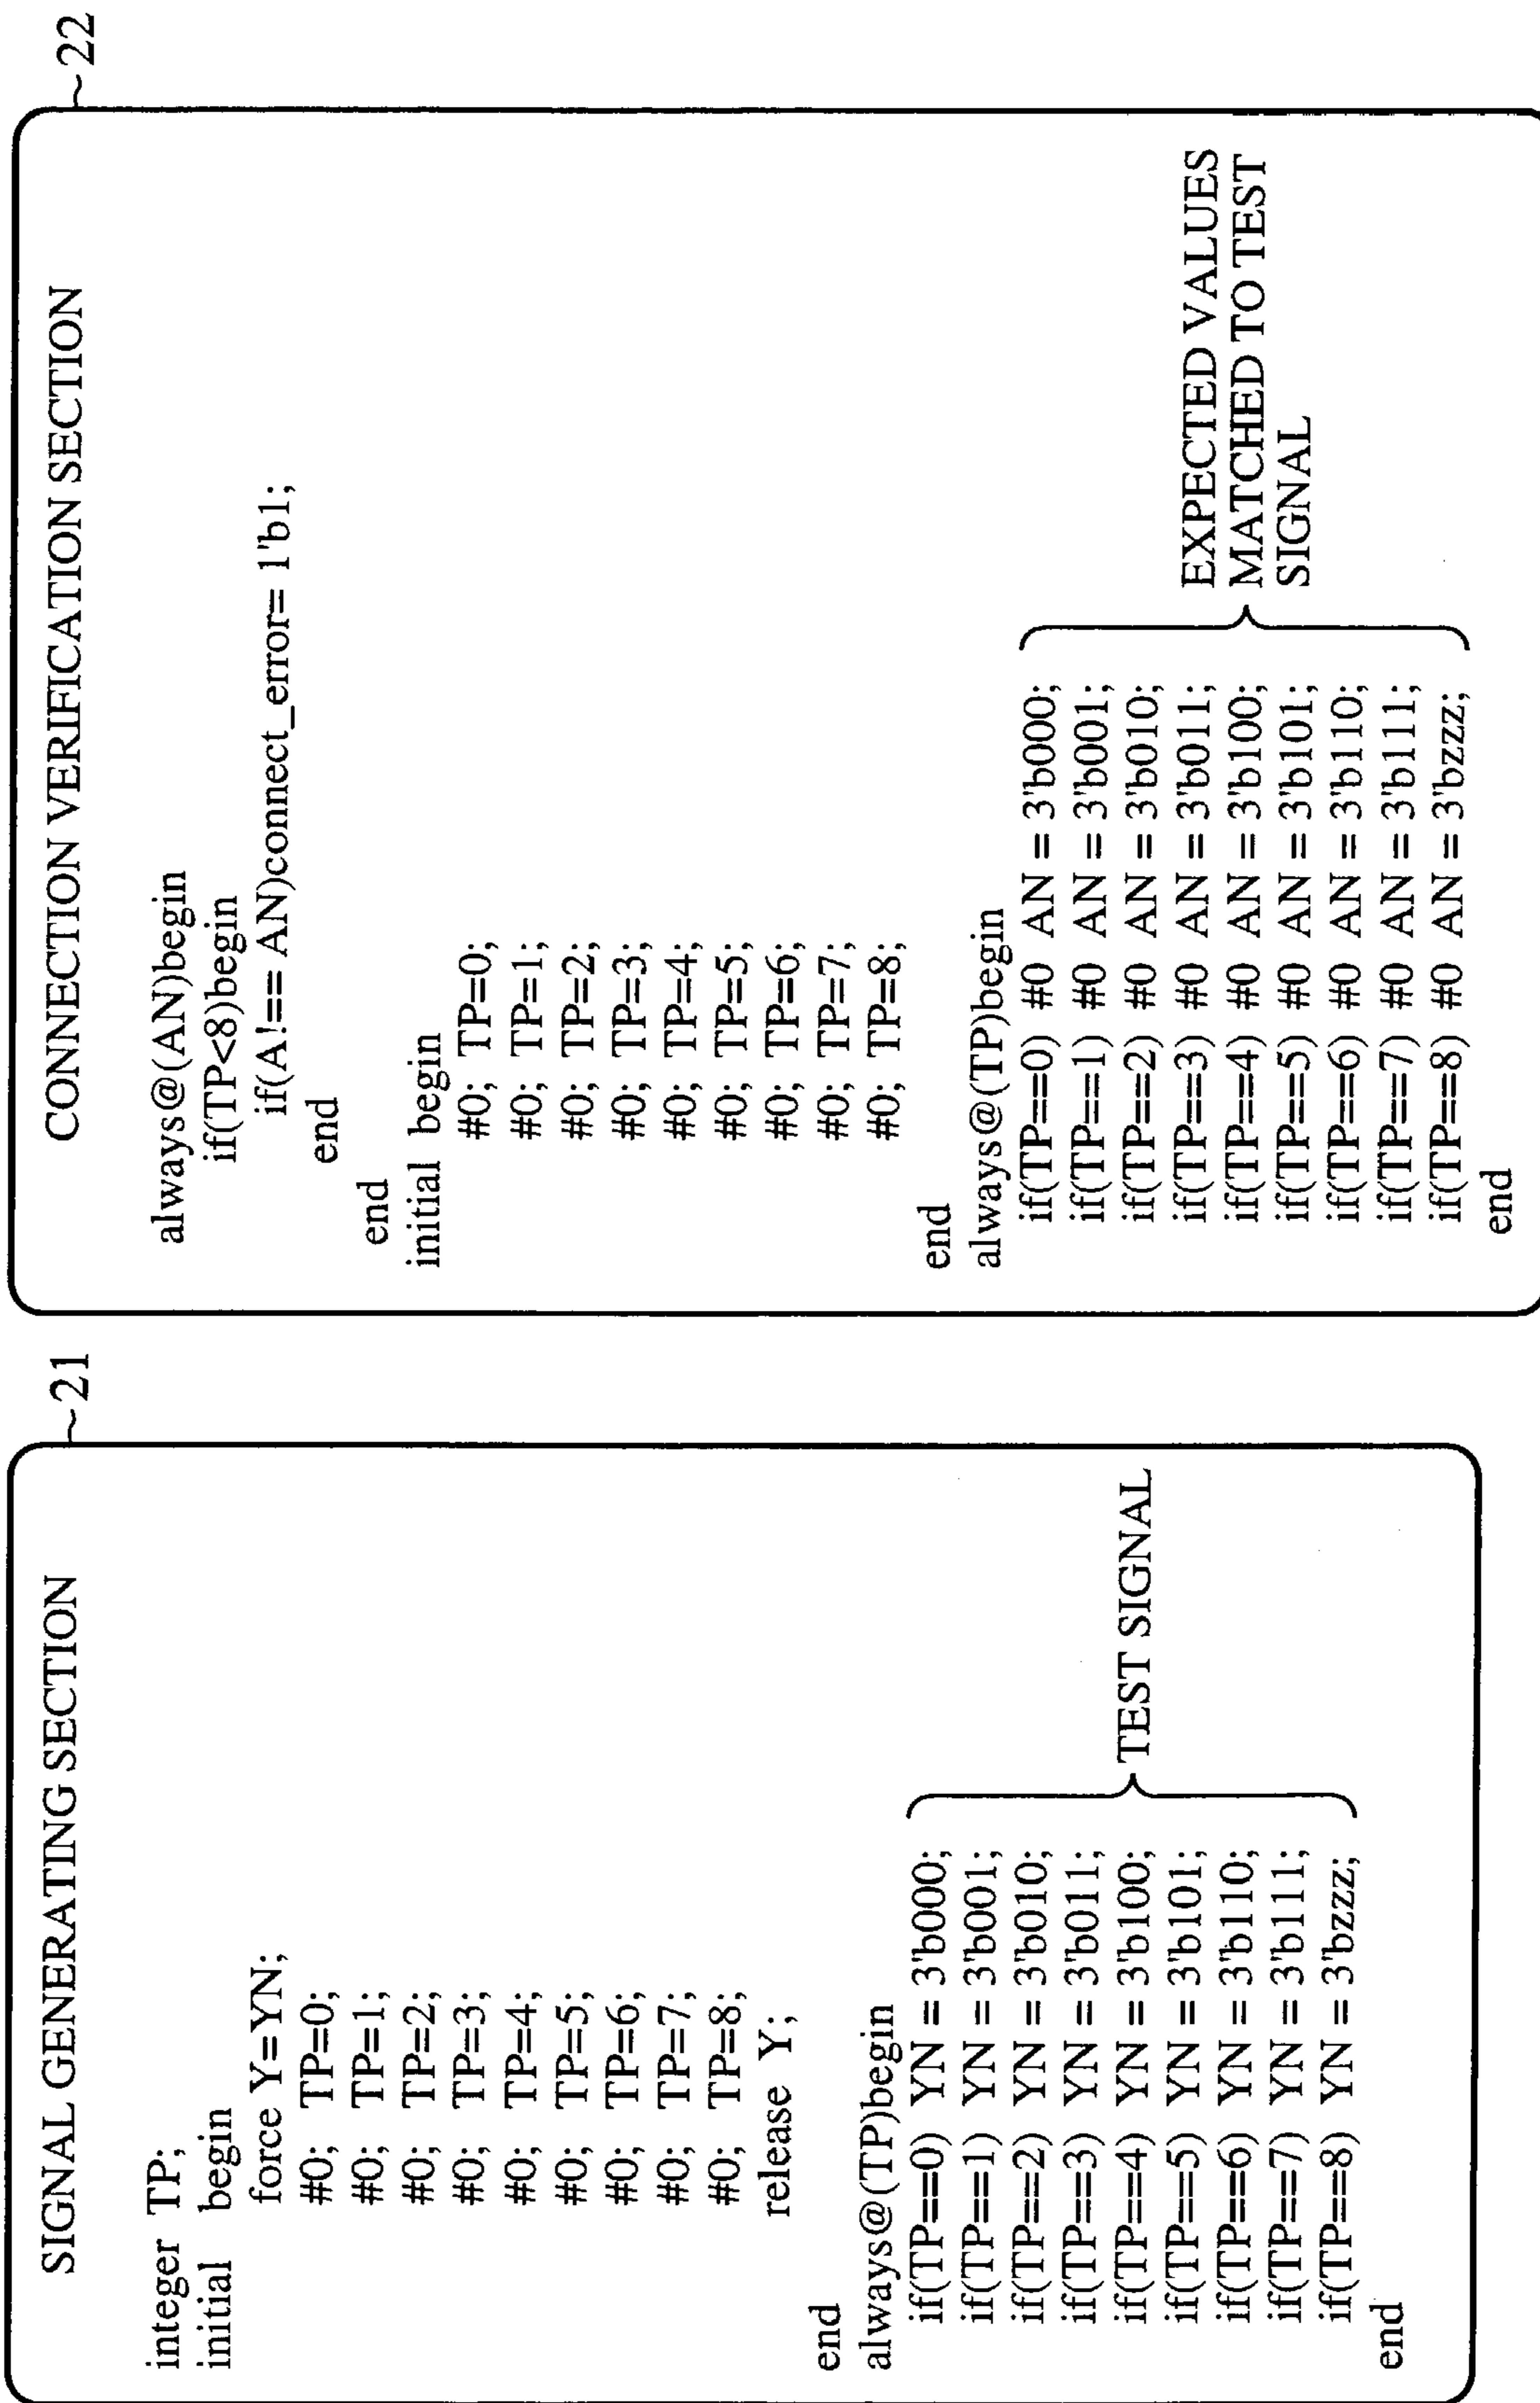 SIGNAL GENERATING SECTION
~21
integer TP;
initial begin
force Y=YN;
#0; TP=0;
#0; TP=1;
#0; TP=2;
#0; TP=3;
#0; TP=4;
#0; TP=5;
#0; TP=6;
#0; TP=7;
#0; TP=8;
release Y;
end
always@(TP)begin
if(TP==0) YN = 3'b000;
if(TP==1) YN = 3'b001;
if(TP==2) YN = 3'b010;
if(TP==3) YN = 3'b011;
if(TP==4) YN = 3'b100;
if(TP==5) YN = 3'b101;
if(TP==6) YN = 3'b110;
if(TP==7) YN = 3'b111;
if(TP==8) YN = 3'bzzz;
end
TEST SIGNAL
CONNECTION VERIFICATION SECTION
~22
always@(AN)begin
if(TP<8)begin
if(A!== AN)connect_error= 1'b1;
end
end
initial begin
#0; TP=0;
#0; TP=1;
#0; TP=2;
#0; TP=3;
#0; TP=4;
#0; TP=5;
#0; TP=6;
#0; TP=7;
#0; TP=8;
end
always@(TP)begin
if(TP==0) #0 AN = 3'b000;
if(TP==1) #0 AN = 3'b001;
if(TP==2) #0 AN = 3'b010;
if(TP==3) #0 AN = 3'b011;
if(TP==4) #0 AN = 3'b100;
if(TP==5) #0 AN = 3'b101;
if(TP==6) #0 AN = 3'b110;
if(TP==7) #0 AN = 3'b111;
if(TP==8) #0 AN = 3'bzzz;
end
EXPECTED VALUES
MATCHED TO TEST
SIGNAL